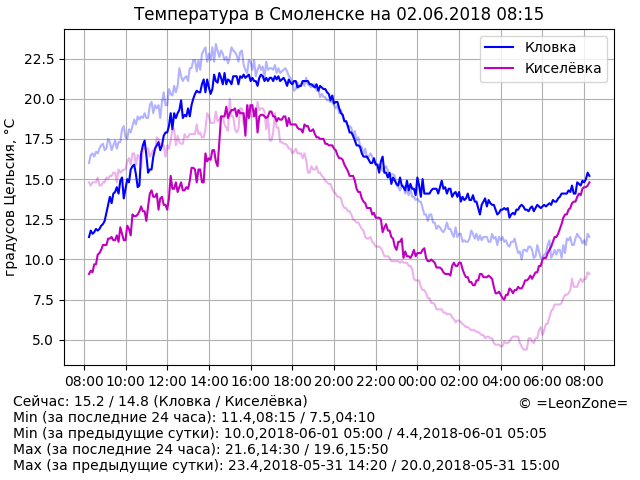 Температура в Смоленске на 02.06.2018 08:15
Кловка
Киселёвка
градусов Цельсия, °C
22.5
20.0
17.5
15.0
12.5
10.0
7.5
5.0
08:00 10:00 12:00 14:00 16:00 18:00 20:00 22:00 00:00 02:00 04:00 06:00 08:00
Сейчас: 15.2 / 14.8 (Кловка / Киселёвка)
© =LeonZone=
Min (за последние 24 часа): 11.4,08:15 / 7.5,04:10
Min (за предыдущие сутки): 10.0,2018-06-01 05:00 / 4.4,2018-06-01 05:05
Max (за последние 24 часа): 21.6,14:30 / 19.6,15:50
Max (за предыдущие сутки): 23.4,2018-05-31 14:20 / 20.0,2018-05-31 15:00